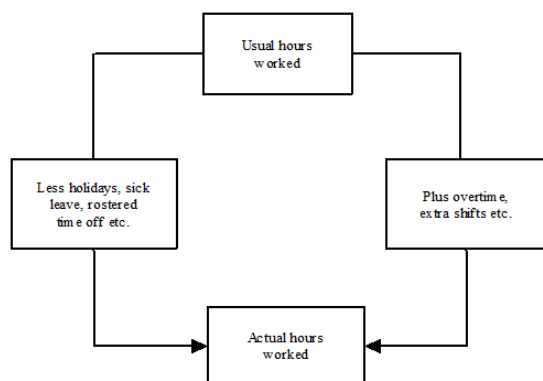 Usual hours
worked
Less holidays, sick
leave, rostered
time off etc.
Plus overtime,
extra shifts etc.
Actual hours
worked